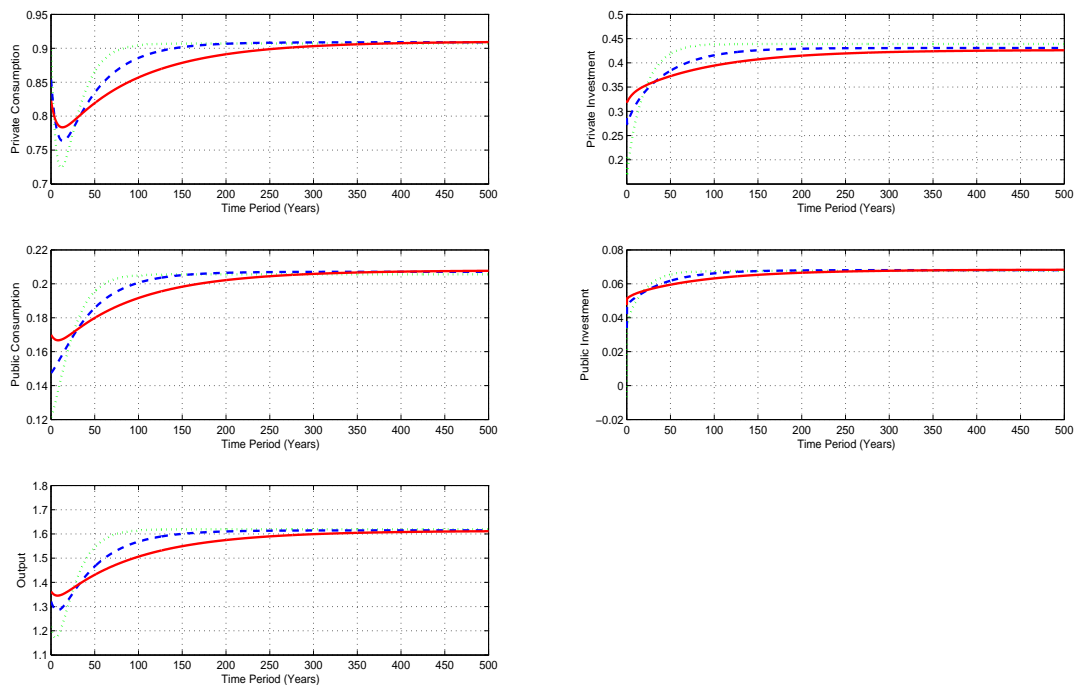 0.95
0.9
0.85
0.8
0.75
0.7
Private Consumption
0 50 100 150 200 250 300 350 400 450 500
Time Period (Years)
0.5
0.45
0.4
0.35
0.3
0.25
0.2
Private Investment
0 50 100 150 200 250 300 350 400 450 500
Time Period (Years)
0.22
0.2
0.18
0.16
0.14
0.12
Public Consumption
0 50 100 150 200 250 300 350 400 450 500
Time Period (Years)
0.08
0.06
0.04
0.02
0
−0.02
Public Investment
0 50 100 150 200 250 300 350 400 450 500
Time Period (Years)
1.8
1.7
1.6
1.5
1.4
1.3
1.2
1.1
Output
0 50 100 150 200 250 300 350 400 450 500
Time Period (Years)